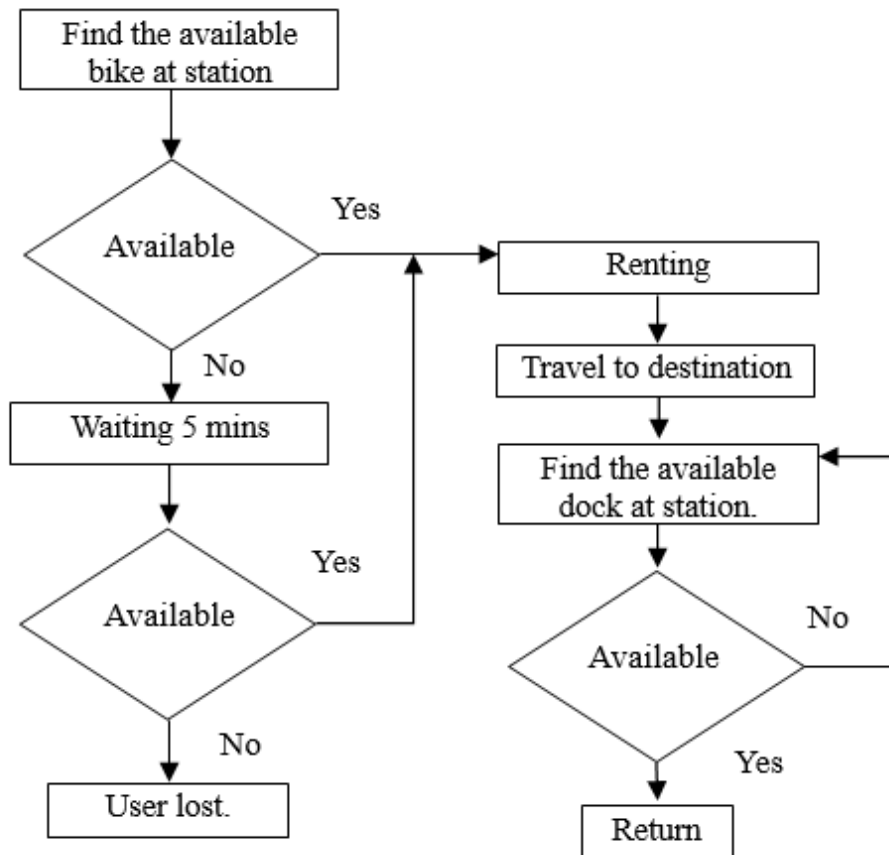 Find the available
bike at station
Available
Yes
No
Waiting 5 mins
Available
Yes
No
User lost.
Renting
Travel to destination
Find the available
dock at station.
Available
No
Yes
Return